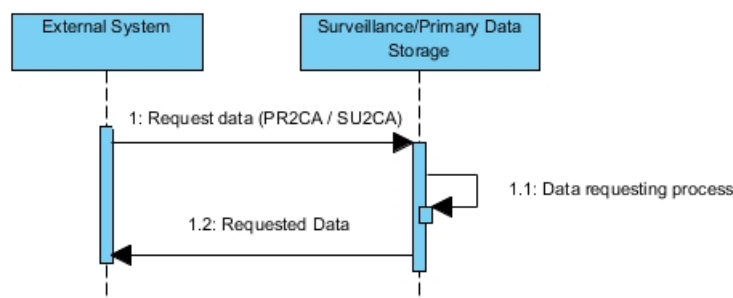 External System
Surveillance/Primary Data
Storage
1: Request data (PR2CA / SU2CA)
1.1: Data requesting process
1.2: Requested Data